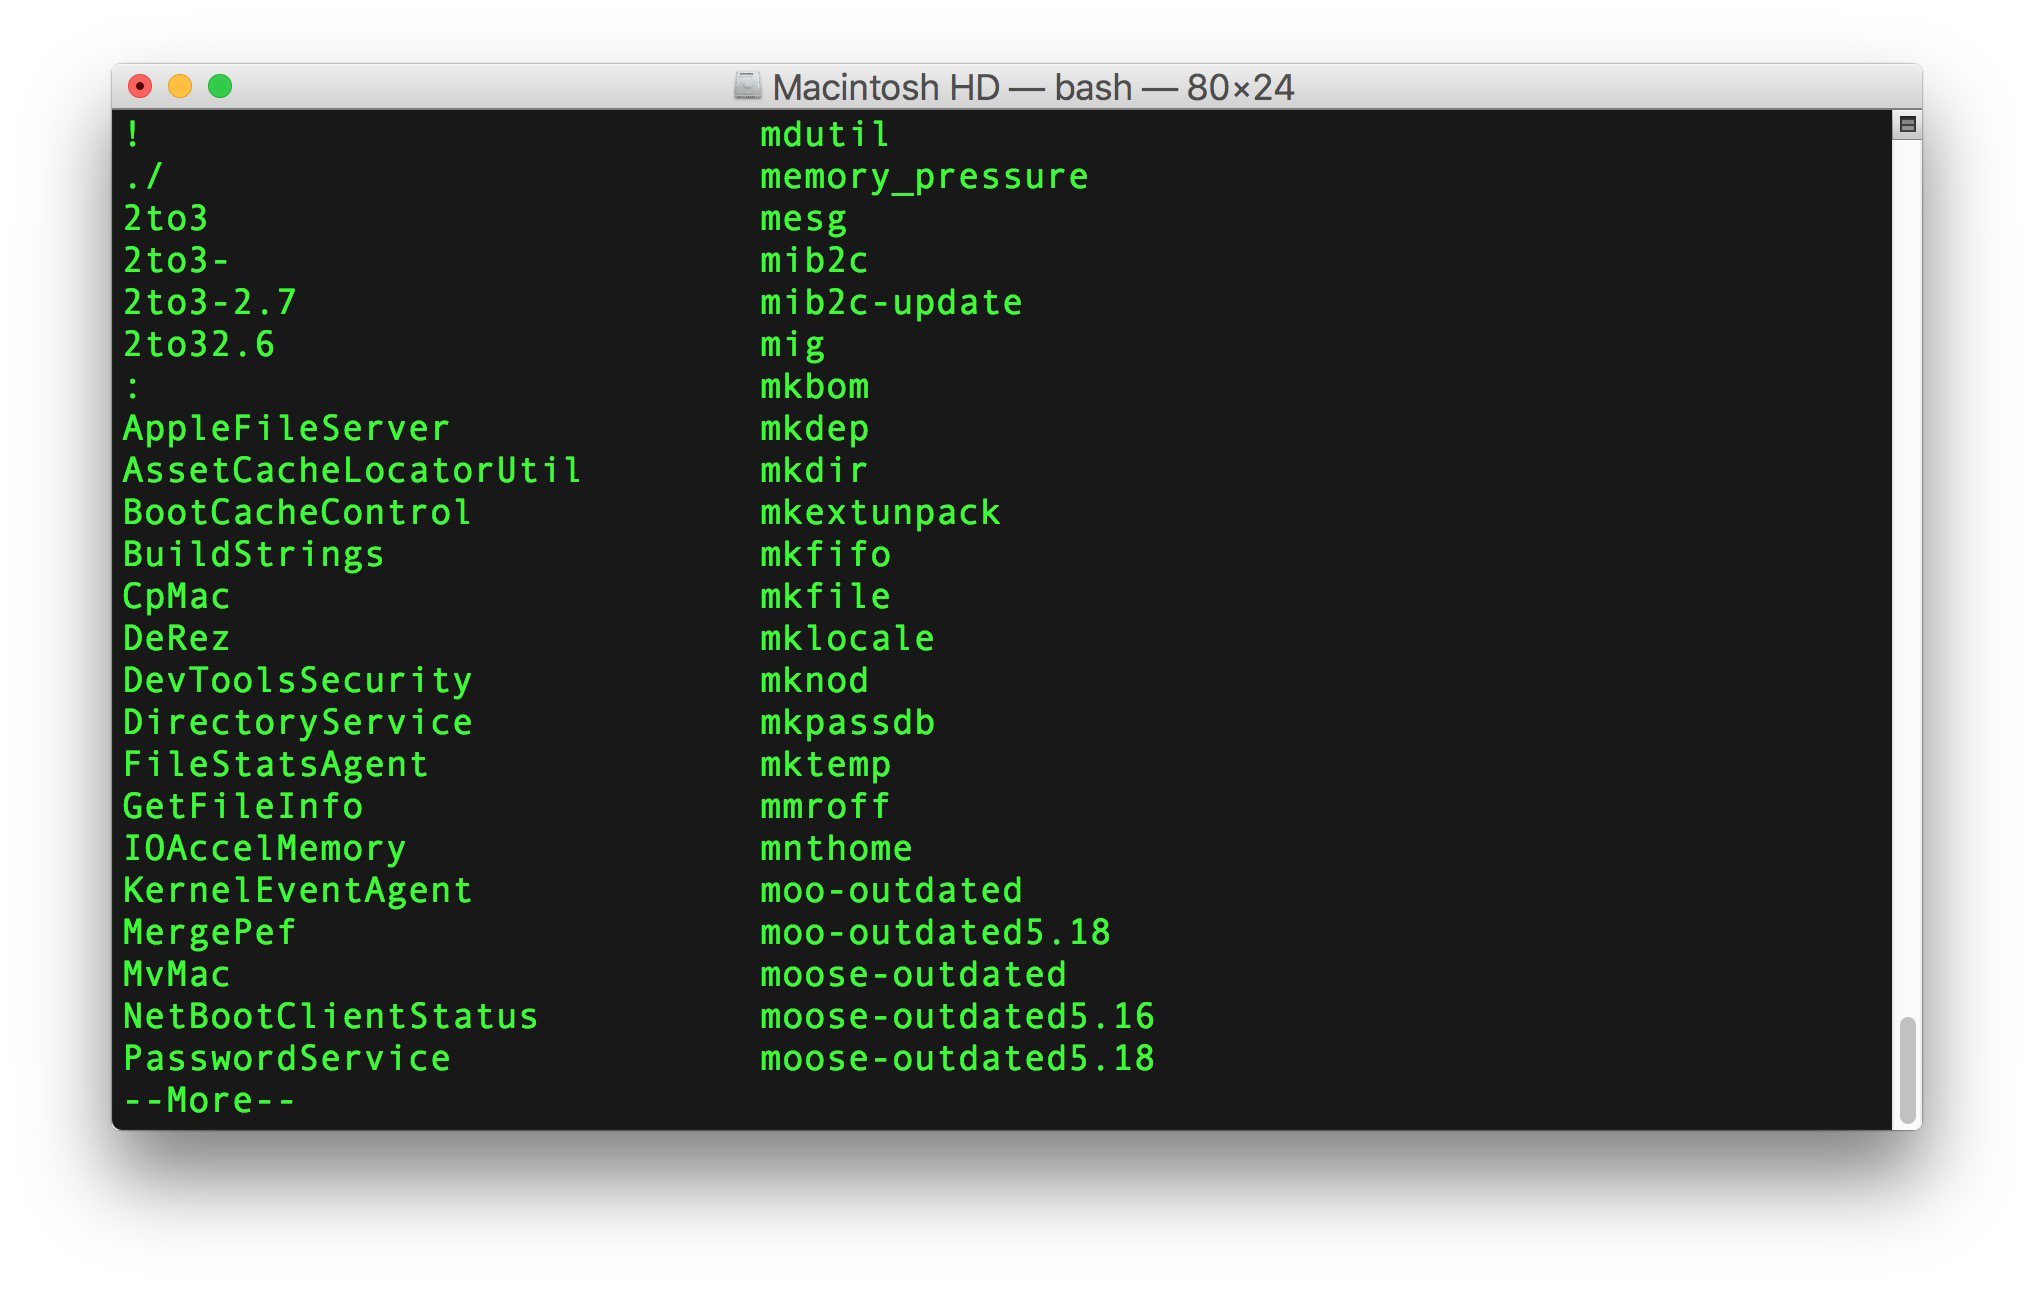 Macintosh HD — bash — 80×24
! mdutil
./ memory_pressure
2to3 mesg
2to3- mib2c
2to3-2.7 mib2c-update
2to32.6 mig
: mkbom
AppleFileServer mkdep
AssetCacheLocatorUtil mkdir
BootCacheControl mkextunpack
BuildStrings mkfifo
CpMac mkfile
DeRez mklocale
DevToolsSecurity mknod
DirectoryService mkpassdb
FileStatsAgent mktemp
GetFileInfo mmroff
IOAccelMemory mnthome
KernelEventAgent moo-outdated
MergePef moo-outdated5.18
MvMac moose-outdated
NetBootClientStatus moose-outdated5.16
PasswordService moose-outdated5.18
--More--